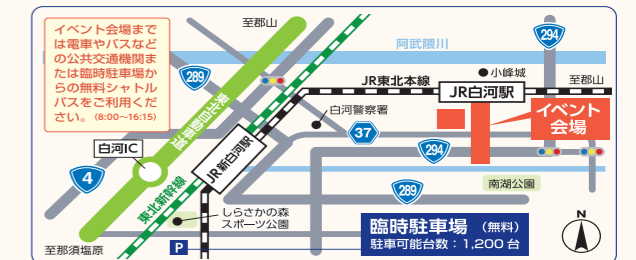 イベント会場まで
は電車やバスなど
の公共交通機関ま
たは臨時駐車場か
らの無料シャトル
バスをご利用くだ
さい。(8:00~16:15)
至郡山
阿武隈川
294
289
JR東北本線
小峰城
至郡山
JR白河駅
東北自動車道
白河警察署
37
イベント
会場
白河IC
JR新白河駅
294
4
東北新幹線
289
南湖公園
しらさかの森
スポーツ公園
臨時駐車場 (無料)
駐車可能台数：1,200台
N
至那須塩原
P